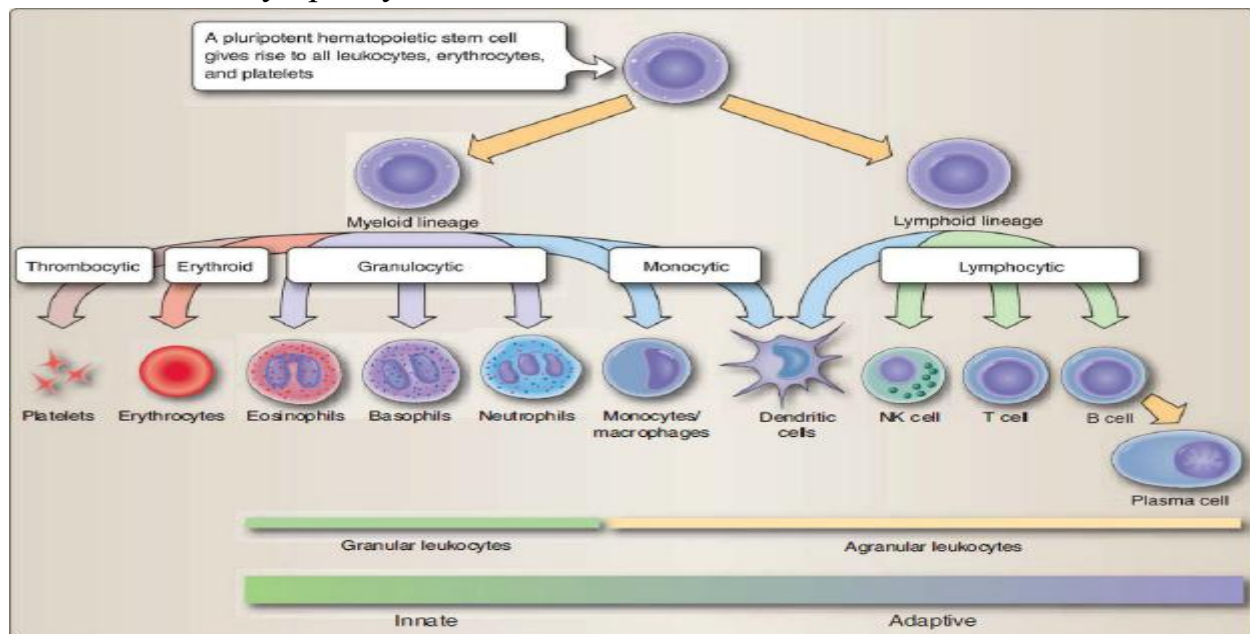 A pluripotent hematopoietic stem cell
gives rise to all leukocytes, erythrocytes,
and platelets
Myeloid lineage
Lymphoid lineage
Thrombocytic
Erythroid
Granulocytic
Monocytic
Lymphocytic
Platelets
Erythrocytes
Eosinophils
Basophils
Neutrophils
Monocytes/
macrophages
Dendritic
cells
NK cell
T cell
B cell
Plasma cell
Granular leukocytes
Agranular leukocytes
Innate
Adaptive